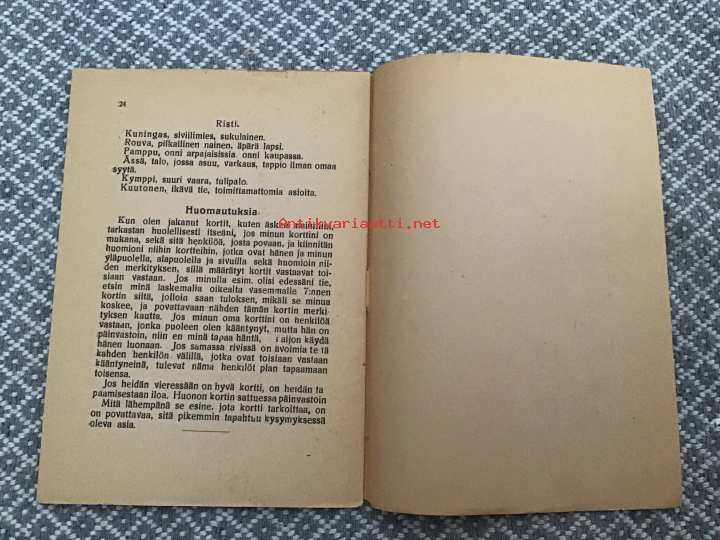 24
Risti.
Kuningas, siviilimies, sukulainen.
Rouva, pilkallinen nainen, äpärä lapsi.
Pamppu, onni arpajaisissa onni kaupassa.
Ässä, talo, jossa asuu, varkaus, tappio ilman omaa
syytä.
Kymppi, suuri vaara, tulipalo.
Kuutonen, ikävä tie, toimittamattomia asioita.
Huomautuksia
Kun olen jakanut kortit, kuten äsken mainitsin,
tarkastan huolellisesti itseäni, jos minun korttini on
mukana, sekä sitä henkilöä, josta povaan, ja kiinnitän
huomioni niihin kortteihin, jotka ovat hänen ja minun
yläpuolella, alapuolella ja sivuilla sekä huomioin nii-
den merkityksen, sillä määrätyt kortit vastaavat toi-
siaan vastaan. Jos minulla esim. olisi edessäni tie,
etsin minä laskemalla oikealta vasemmalle 7:nnen
kortin siitä, jolloin saan tuloksen, mikäli se minua
koskee, ja povattavaan nähden tämän kortin merki-
tyksen kautta. Jos minun oma korttini on henkilöä
vastaan, jonka puoleen olen kääntynyt, mutta hän on
päinvastoin, niin en minä tapaa häntä, aijon käydä
hänen luonaan. Jos samassa rivissä on avoimia te tä
kahden henkilön välillä, jotka ovat toisiaan vastaan
kääntyneinä, tulevat nämä henkilöt pian tapaamaan
toisensa.
Jos heidän vieressään on hyvä kortti, on heidän ta
paamisestaan iloa. Huonon kortin sattuessa päinvastoin
Mitä lähempänä se esine, jota kortti tarkoittaa, on
on povattavaa, sitä pikemmin tapahtuu kysymyksessä
oleva asia.
Antikvariaatti.net